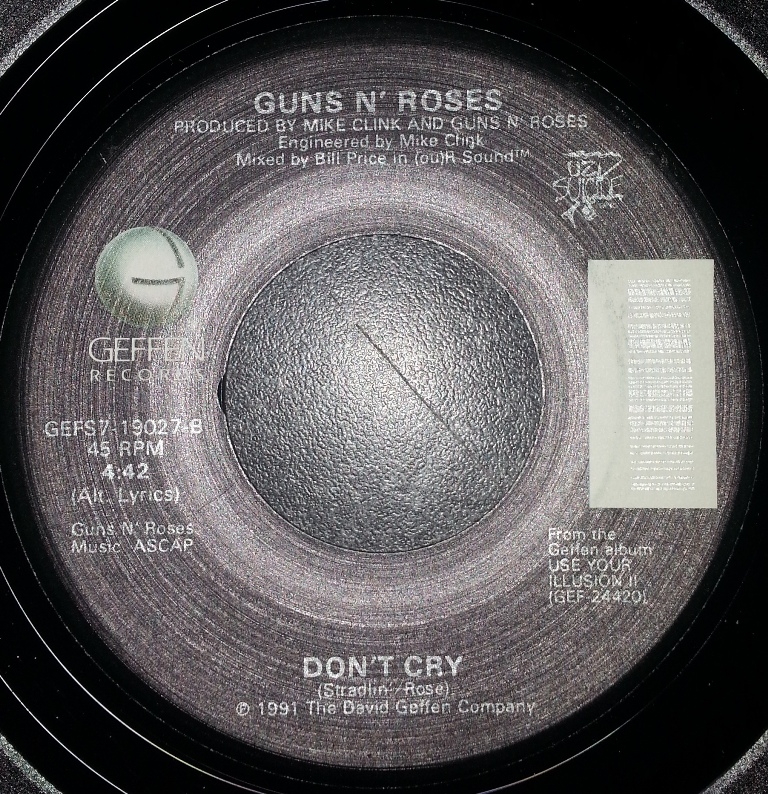 GUNS N' ROSES
PRODUCED BY MIKE CLINK AND GUNS N' ROSES
Engineered by Mike Clink
Mixed by Bill Price in (ou)R Sound™
UZI
SUICIDE
GEFFEN
RECORDS
GEFS7-19027-B
45 RPM
4:42
(Alt. Lyrics)
Guns N' Roses
Music ASCAP
From the
Geffen album
USE YOUR
ILLUSION II
(GEF-24420)
DON'T CRY
(Stradlin / Rose)
℗ 1991 The David Geffen Company